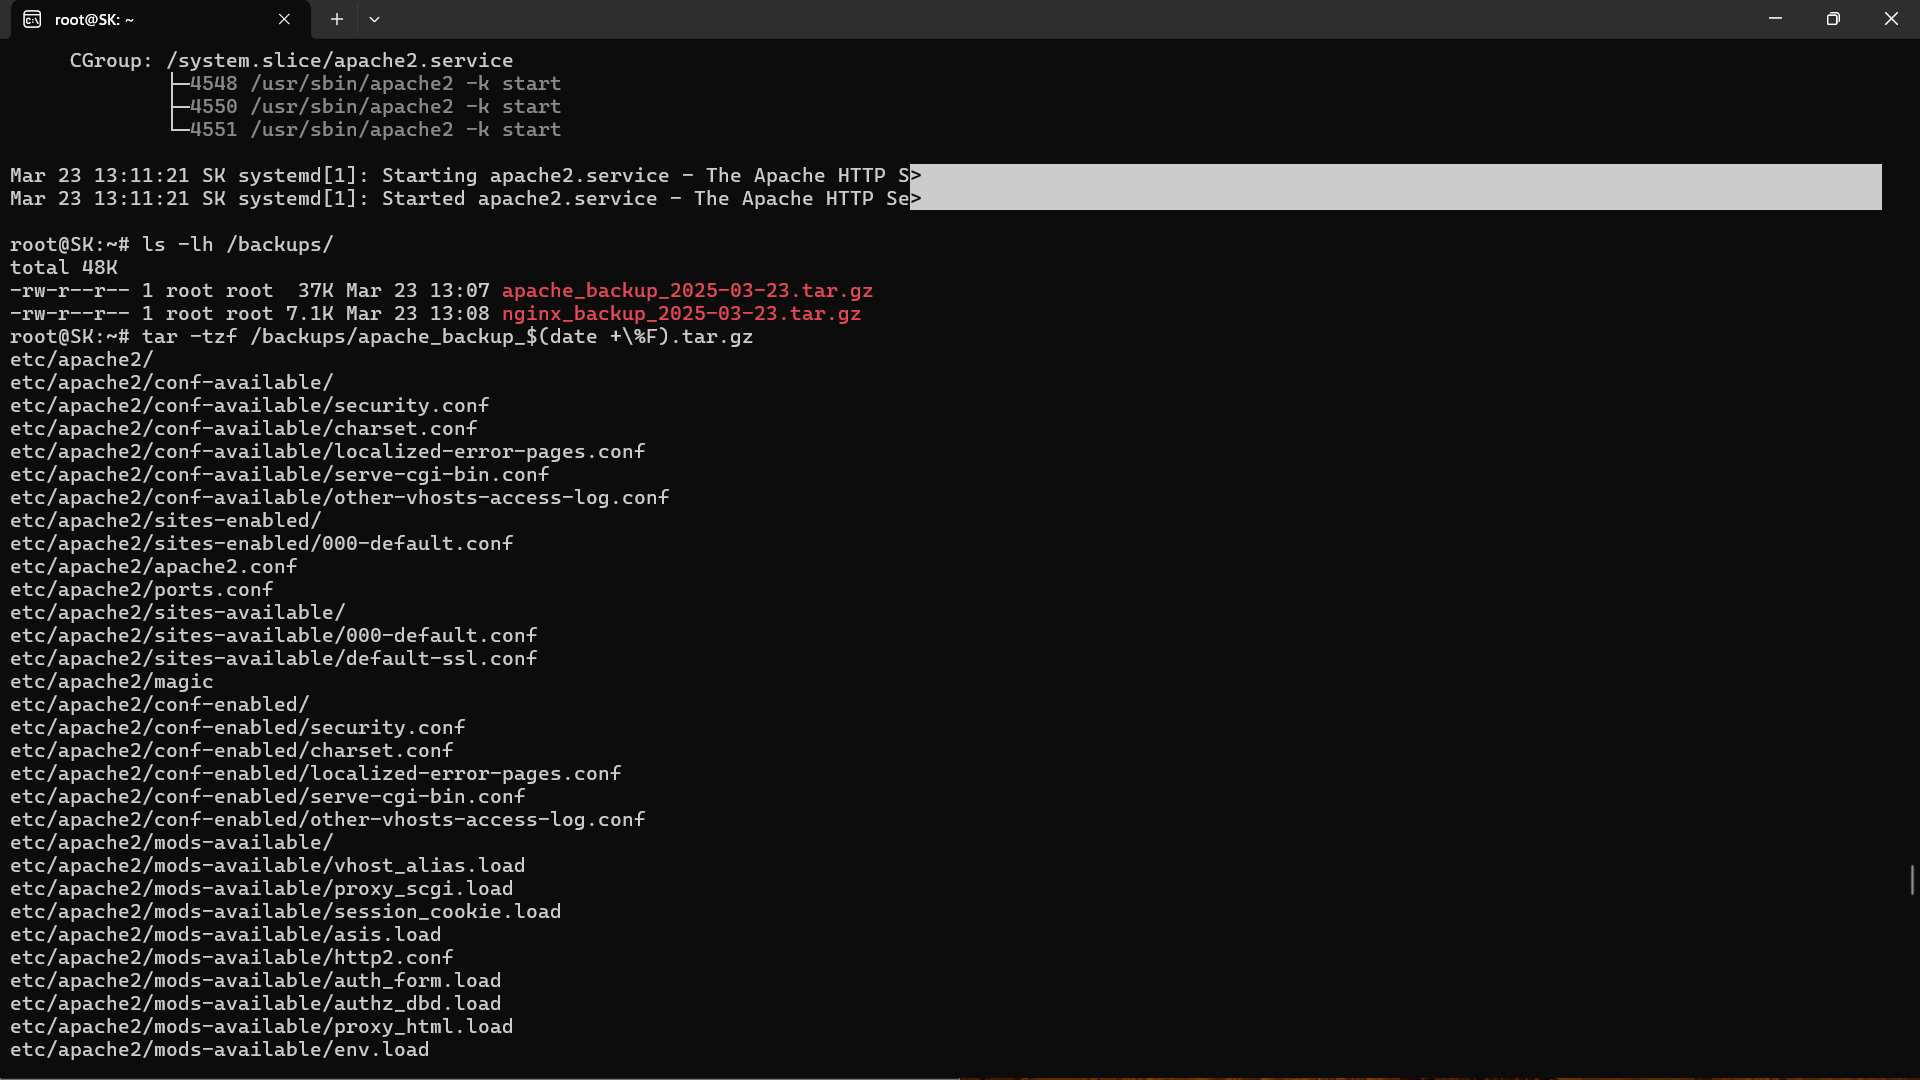 root@SK: ~
CGroup: /system.slice/apache2.service
├─4548 /usr/sbin/apache2 -k start
├─4550 /usr/sbin/apache2 -k start
└─4551 /usr/sbin/apache2 -k start
Mar 23 13:11:21 SK systemd[1]: Starting apache2.service - The Apache HTTP S>
Mar 23 13:11:21 SK systemd[1]: Started apache2.service - The Apache HTTP Se>
root@SK:~# ls -lh /backups/
total 48K
-rw-r--r-- 1 root root  37K Mar 23 13:07 apache_backup_2025-03-23.tar.gz
-rw-r--r-- 1 root root 7.1K Mar 23 13:08 nginx_backup_2025-03-23.tar.gz
root@SK:~# tar -tzf /backups/apache_backup_$(date +\%F).tar.gz
etc/apache2/
etc/apache2/conf-available/
etc/apache2/conf-available/security.conf
etc/apache2/conf-available/charset.conf
etc/apache2/conf-available/localized-error-pages.conf
etc/apache2/conf-available/serve-cgi-bin.conf
etc/apache2/conf-available/other-vhosts-access-log.conf
etc/apache2/sites-enabled/
etc/apache2/sites-enabled/000-default.conf
etc/apache2/apache2.conf
etc/apache2/ports.conf
etc/apache2/sites-available/
etc/apache2/sites-available/000-default.conf
etc/apache2/sites-available/default-ssl.conf
etc/apache2/magic
etc/apache2/conf-enabled/
etc/apache2/conf-enabled/security.conf
etc/apache2/conf-enabled/charset.conf
etc/apache2/conf-enabled/localized-error-pages.conf
etc/apache2/conf-enabled/serve-cgi-bin.conf
etc/apache2/conf-enabled/other-vhosts-access-log.conf
etc/apache2/mods-available/
etc/apache2/mods-available/vhost_alias.load
etc/apache2/mods-available/proxy_scgi.load
etc/apache2/mods-available/session_cookie.load
etc/apache2/mods-available/asis.load
etc/apache2/mods-available/http2.conf
etc/apache2/mods-available/auth_form.load
etc/apache2/mods-available/authz_dbd.load
etc/apache2/mods-available/proxy_html.load
etc/apache2/mods-available/env.load